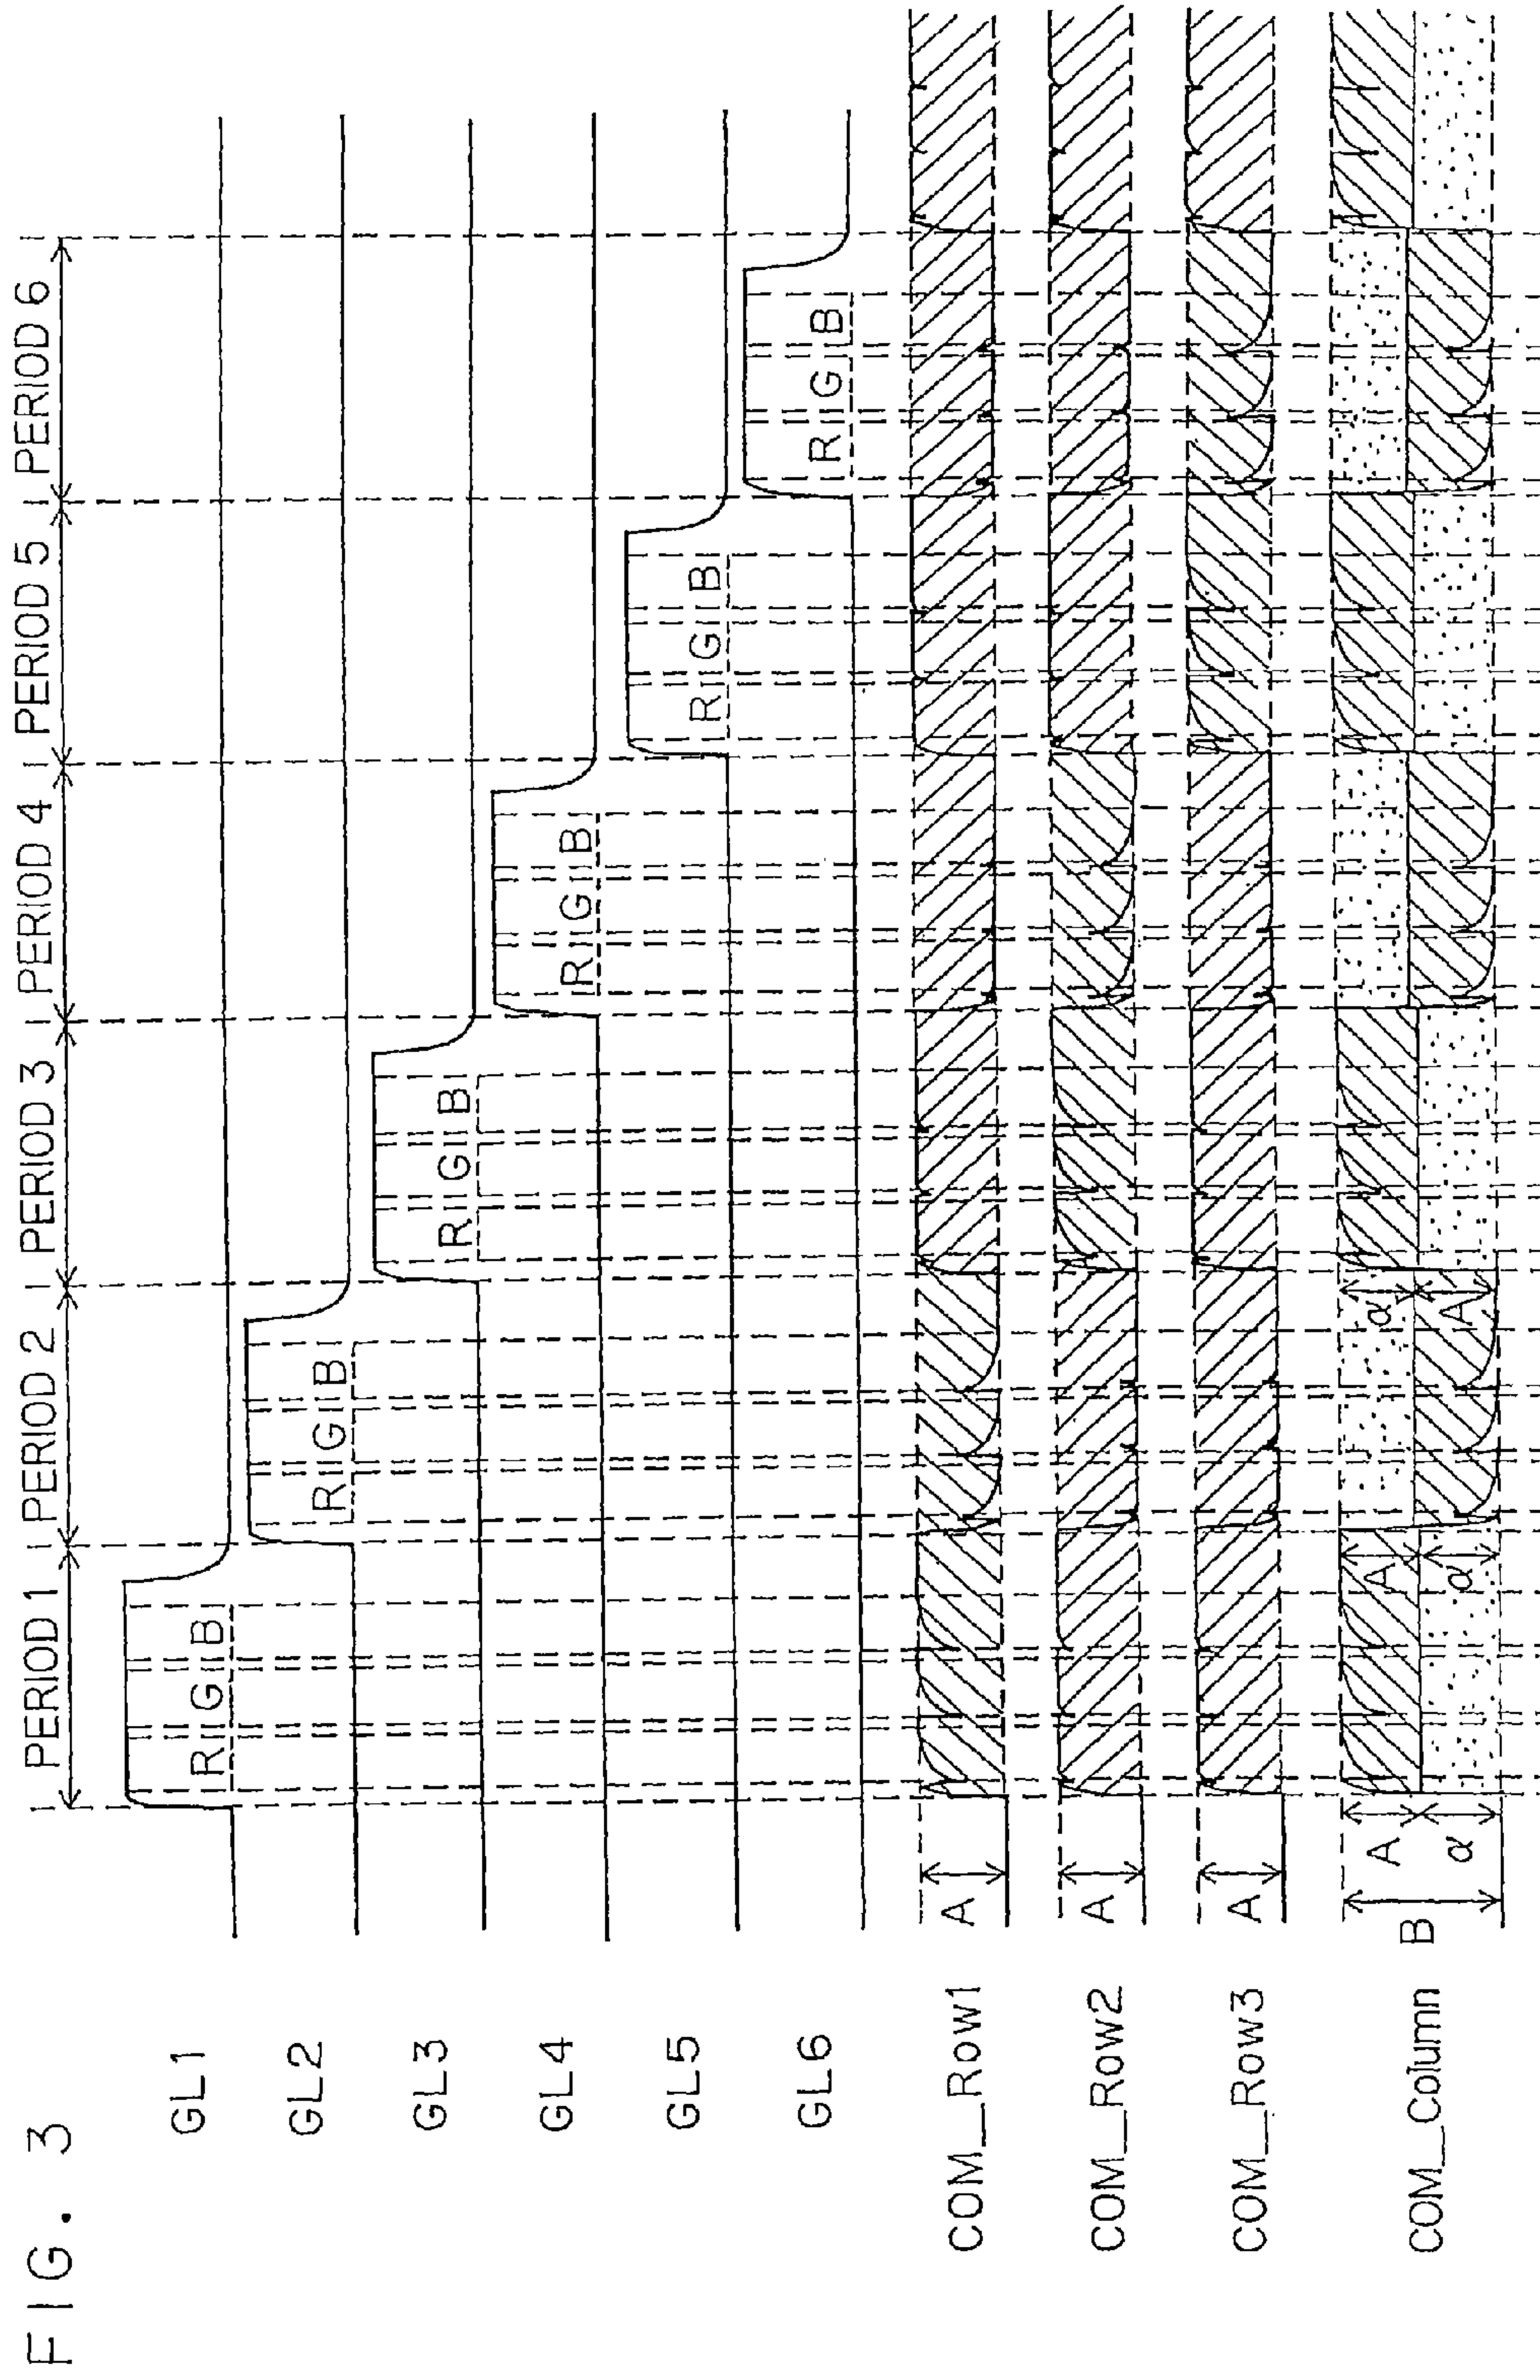 FIG. 3
PERIOD 1 PERIOD 2 PERIOD 3 PERIOD 4 PERIOD 5 PERIOD 6
GL1 R G B
GL2 R G B
GL3 R G B
GL4 R G B
GL5 R G B
GL6 R G B
COM_Row1 A
COM_Row2 A
COM_Row3 A
COM_Column B A α A α α A